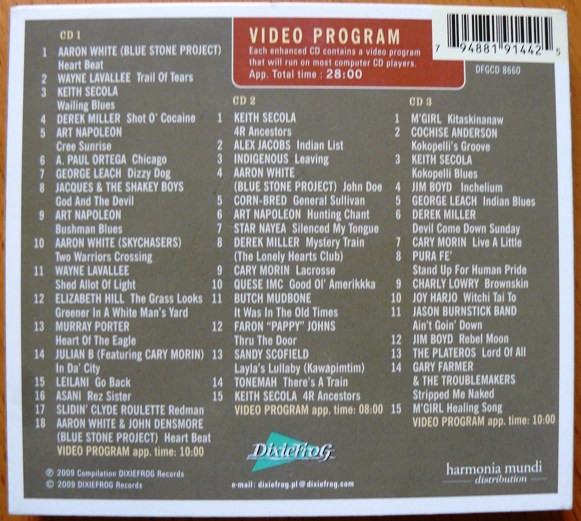 VIDEO PROGRAM
Each enhanced CD contains a video program
that will run on most computer CD players.
App. Total time : 28:00
7 94881 91442 5
DFGCD 8660
CD 1
1 AARON WHITE (BLUE STONE PROJECT)
Heart Beat
2 WAYNE LAVALLEE Trail Of Tears
3 KEITH SECOLA
Wailing Blues
4 DEREK MILLER Shot O' Cocaine
5 ART NAPOLEON
Cree Sunrise
6 A. PAUL ORTEGA Chicago
7 GEORGE LEACH Dizzy Dog
8 JACQUES & THE SHAKEY BOYS
God And The Devil
9 ART NAPOLEON
Bushman Blues
10 AARON WHITE (SKYCHASERS)
Two Warriors Crossing
11 WAYNE LAVALLEE
Shed Allot Of Light
12 ELIZABETH HILL The Grass Looks
Greener In A White Man's Yard
13 MURRAY PORTER
Heart Of The Eagle
14 JULIAN B (Featuring CARY MORIN)
In Da' City
15 LEILANI Go Back
16 ASANI Rez Sister
17 SLIDIN' CLYDE ROULETTE Redman
18 AARON WHITE & JOHN DENSMORE
(BLUE STONE PROJECT) Heart Beat
VIDEO PROGRAM app. time: 10:00
CD 2
1 KEITH SECOLA
4R Ancestors
2 ALEX JACOBS Indian List
3 INDIGENOUS Leaving
4 AARON WHITE
(BLUE STONE PROJECT) John Doe
5 CORN-BRED General Sullivan
6 ART NAPOLEON Hunting Chant
7 STAR NAYEA Silenced My Tongue
8 DEREK MILLER Mystery Train
(The Lonely Hearts Club)
9 CARY MORIN Lacrosse
10 QUESE IMC Good Ol' Amerikkka
11 BUTCH MUDBONE
It Was In The Old Times
12 FARON "PAPPY" JOHNS
Thru The Door
13 SANDY SCOFIELD
Layla's Lullaby (Kawapimtim)
14 TONEMAH There's A Train
15 KEITH SECOLA 4R Ancestors
VIDEO PROGRAM app. time: 08:00
CD 3
1 M'GIRL Kitaskinanaw
2 COCHISE ANDERSON
Kokopelli's Groove
3 KEITH SECOLA
Kokopelli Blues
4 JIM BOYD Inchelium
5 GEORGE LEACH Indian Blues
6 DEREK MILLER
Devil Come Down Sunday
7 CARY MORIN Live A Little
8 PURA FE'
Stand Up For Human Pride
9 CHARLY LOWRY Brownskin
10 JOY HARJO Witchi Tai To
11 JASON BURNSTICK BAND
Ain't Goin' Down
12 JIM BOYD Rebel Moon
13 THE PLATEROS Lord Of All
14 GARY FARMER
& THE TROUBLEMAKERS
Stripped Me Naked
15 M'GIRL Healing Song
VIDEO PROGRAM app. time: 10:00
℗ 2009 Compilation DIXIEFROG Records
© 2009 DIXIEFROG Records
DixieFroG
e-mail: dixiefrog.pl@dixiefrog.com
harmonia mundi
distribution